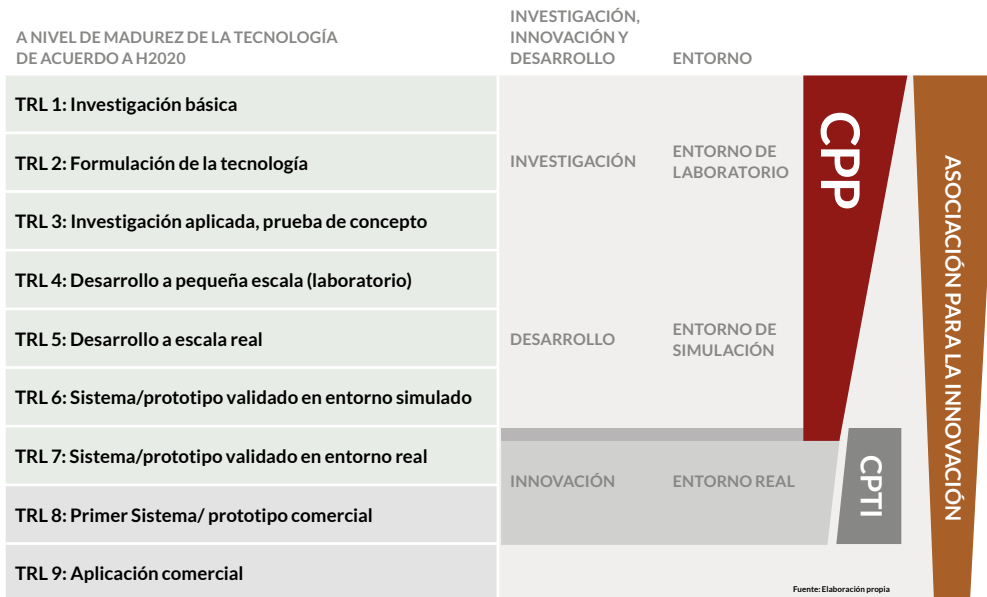 A NIVEL DE MADUREZ DE LA TECNOLOGÍA
DE ACUERDO A H2020
INVESTIGACIÓN,
INNOVACIÓN Y
DESARROLLO
ENTORNO
TRL 1: Investigación básica
TRL 2: Formulación de la tecnología
TRL 3: Investigación aplicada, prueba de concepto
TRL 4: Desarrollo a pequeña escala (laboratorio)
TRL 5: Desarrollo a escala real
TRL 6: Sistema/prototipo validado en entorno simulado
TRL 7: Sistema/prototipo validado en entorno real
TRL 8: Primer Sistema/ prototipo comercial
TRL 9: Aplicación comercial
INVESTIGACIÓN
ENTORNO DE
LABORATORIO
DESARROLLO
ENTORNO DE
SIMULACIÓN
INNOVACIÓN
ENTORNO REAL
CPP
CPTI
ASOCIACIÓN PARA LA INNOVACIÓN
Fuente: Elaboración propia